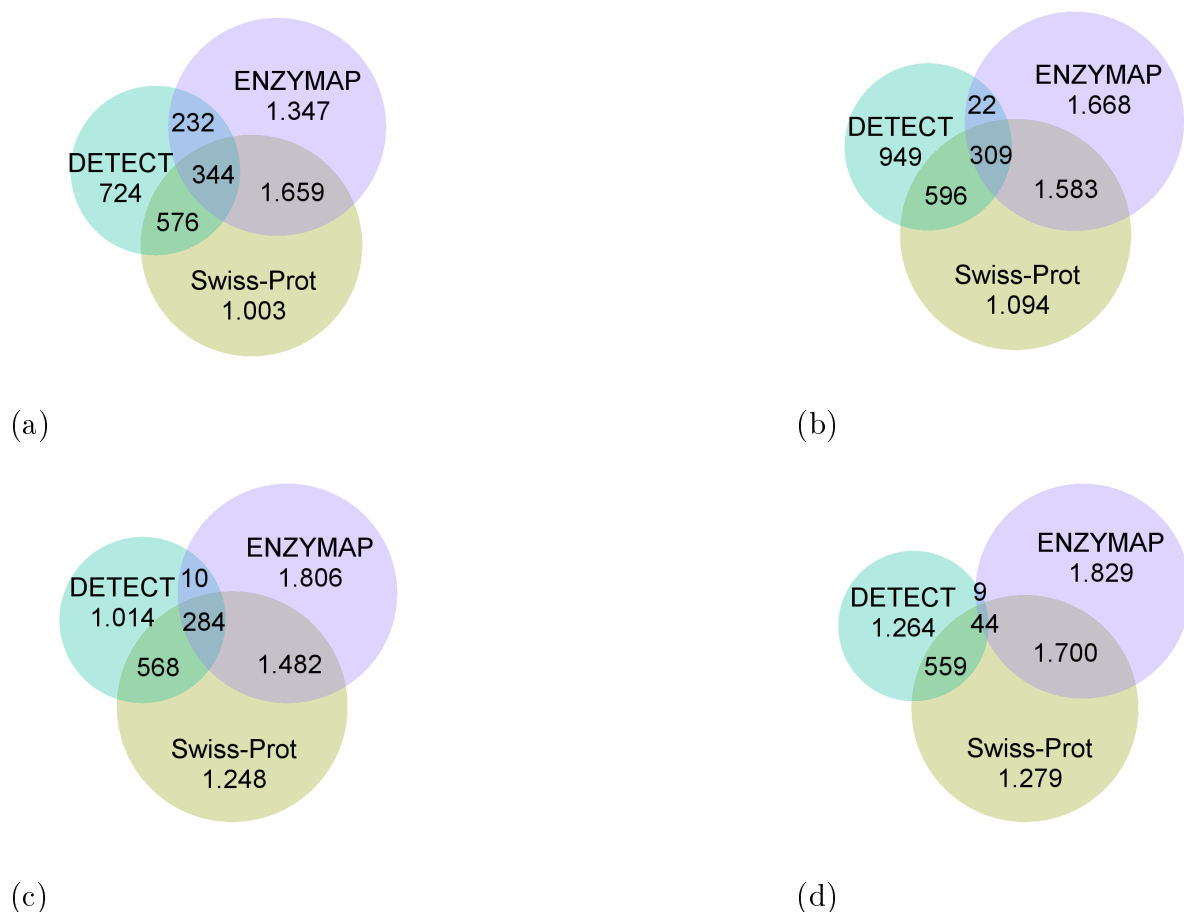 ENZYMAP
1.347
232
DETECT
724
344
1.659
576
Swiss-Prot
1.003
(a)
ENZYMAP
1.668
22
DETECT
949
309
1.583
596
Swiss-Prot
1.094
(b)
ENZYMAP
1.806
10
DETECT
1.014
284
568
1.482
Swiss-Prot
1.248
(c)
ENZYMAP
1.829
9
DETECT
1.264
44
559
1.700
Swiss-Prot
1.279
(d)